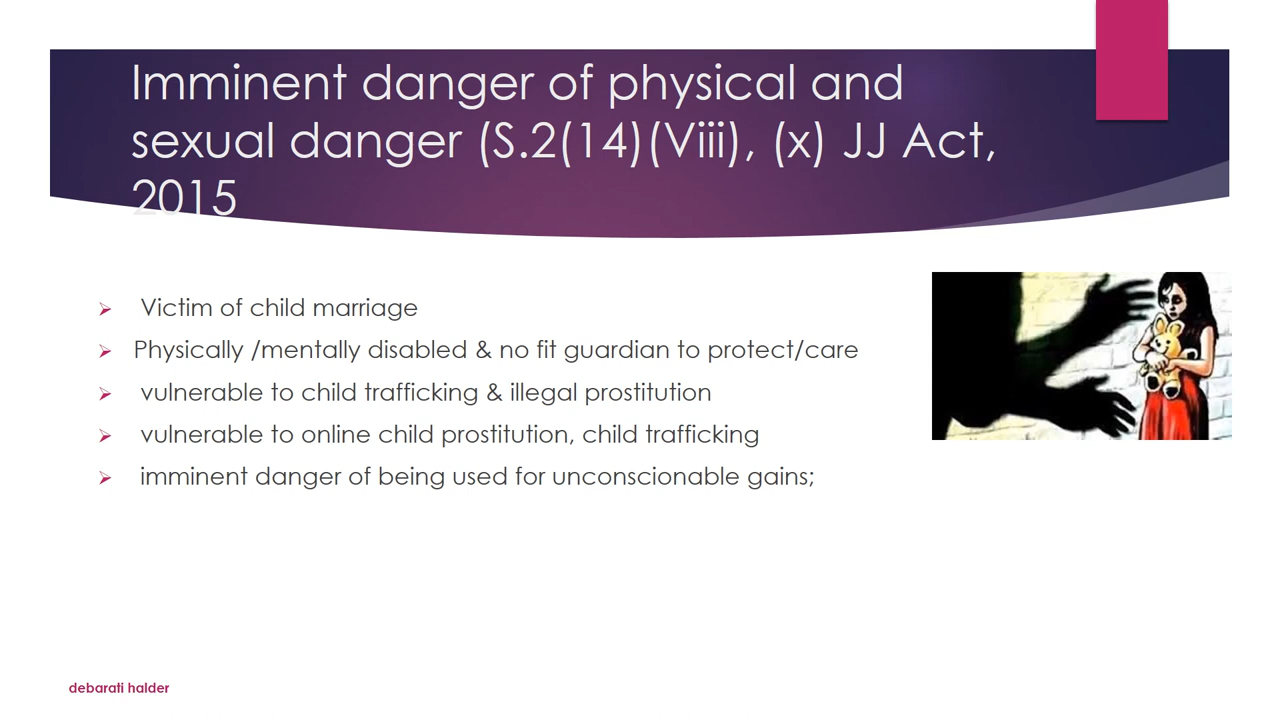 Imminent danger of physical and
sexual danger (S.2(14)(Viii), (x) JJ Act,
2015
Victim of child marriage
Physically /mentally disabled & no fit guardian to protect/care
vulnerable to child trafficking & illegal prostitution
vulnerable to online child prostitution, child trafficking
imminent danger of being used for unconscionable gains;
debarati halder